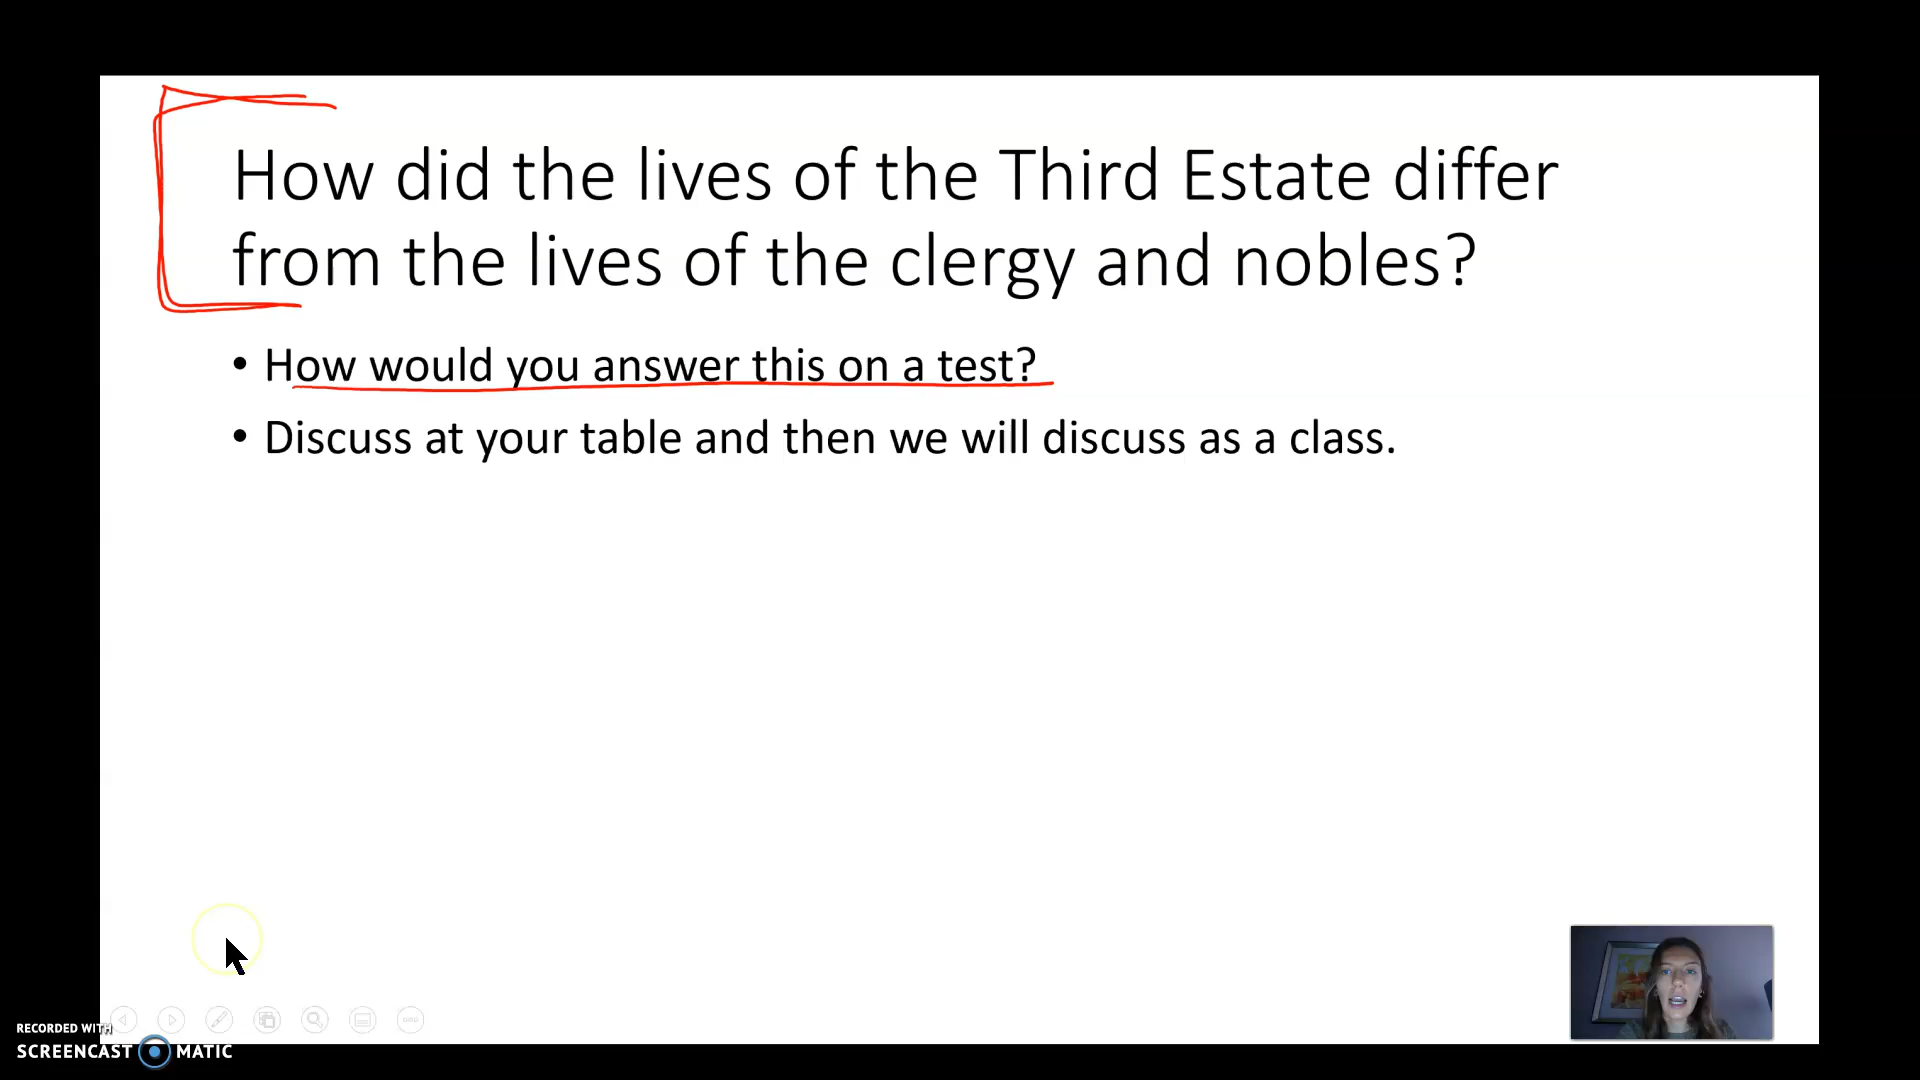 How did the lives of the Third Estate differ
from the lives of the clergy and nobles?
• How would you answer this on a test?
• Discuss at your table and then we will discuss as a class.
RECORDED WITH
SCREENCAST MATIC